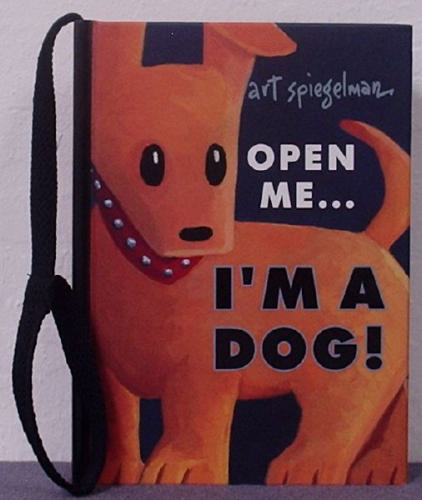 art spiegelman
OPEN
ME...
I'M A
DOG!